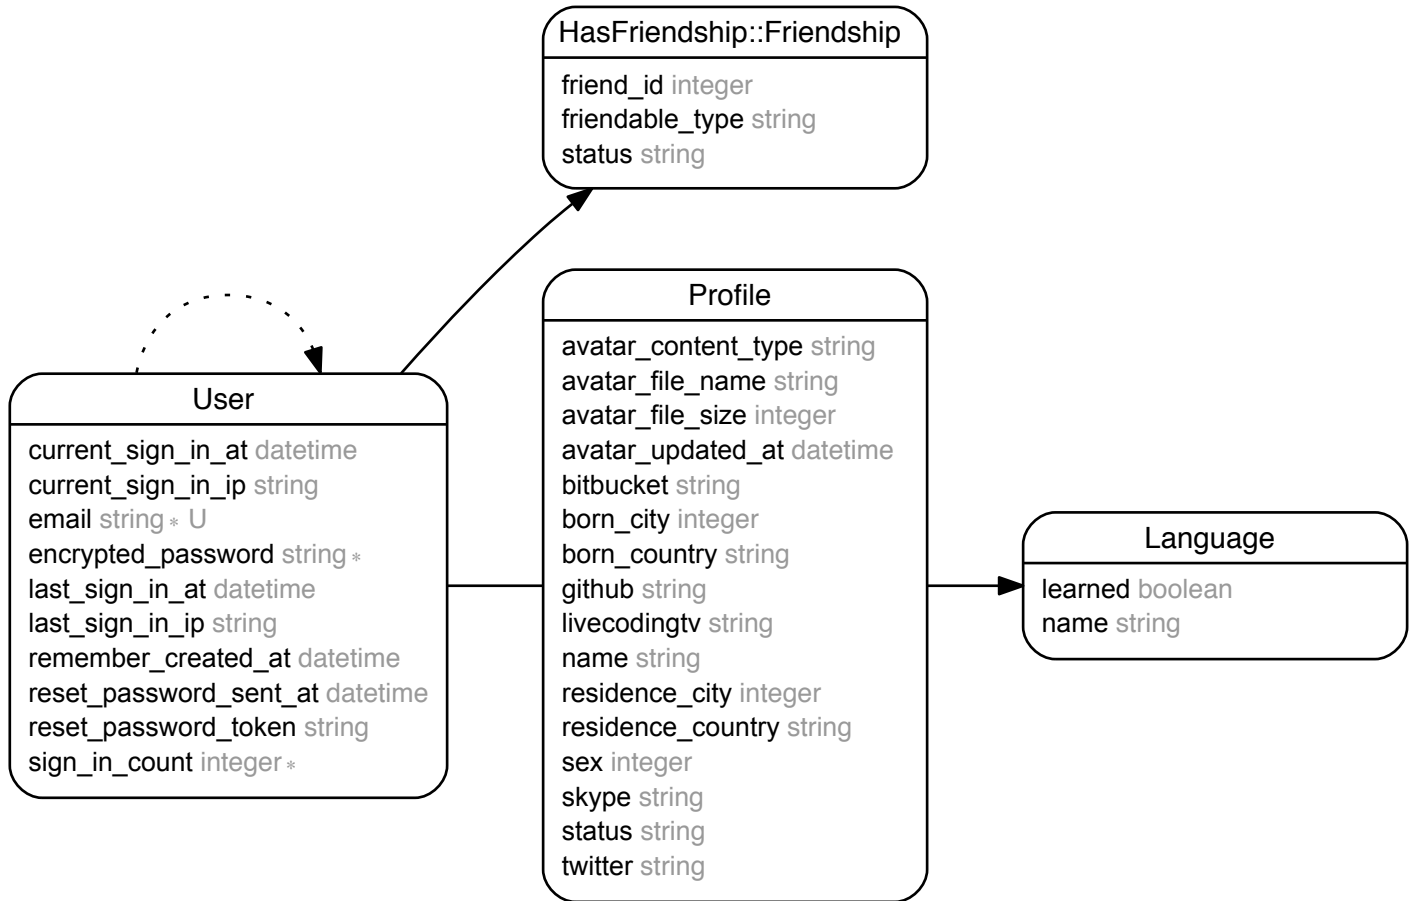 HasFriendship::Friendship
friend_id integer
friendable_type string
status string
User
current_sign_in_at datetime
current_sign_in_ip string
email string * U
encrypted_password string *
last_sign_in_at datetime
last_sign_in_ip string
remember_created_at datetime
reset_password_sent_at datetime
reset_password_token string
sign_in_count integer *
Profile
avatar_content_type string
avatar_file_name string
avatar_file_size integer
avatar_updated_at datetime
bitbucket string
born_city integer
born_country string
github string
livecodingtv string
name string
residence_city integer
residence_country string
sex integer
skype string
status string
twitter string
Language
learned boolean
name string